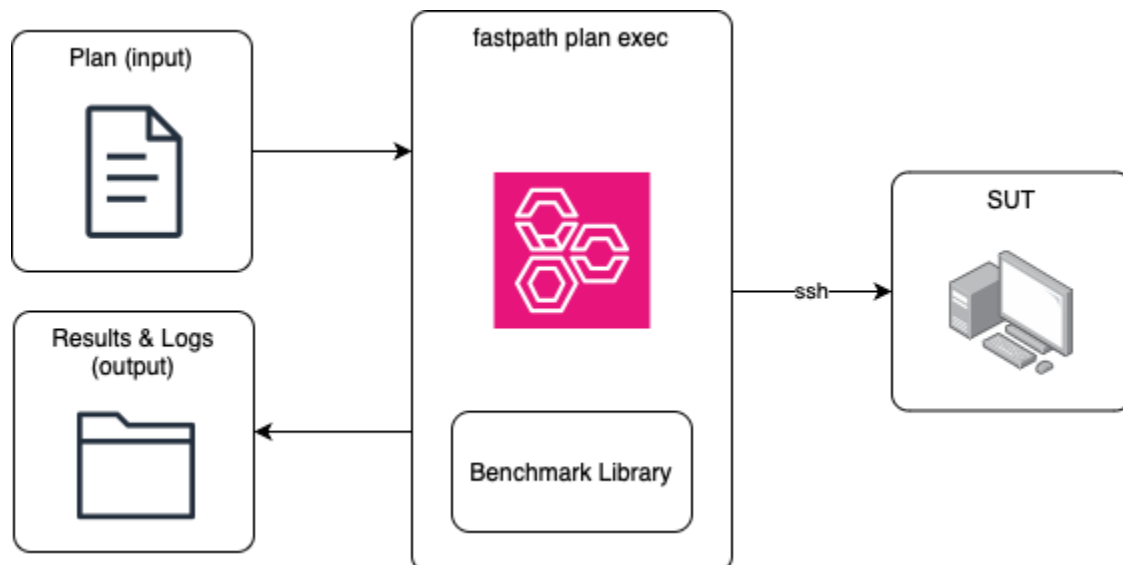 Plan (input)
fastpath plan exec
SUT
ssh
Results & Logs
(output)
Benchmark Library